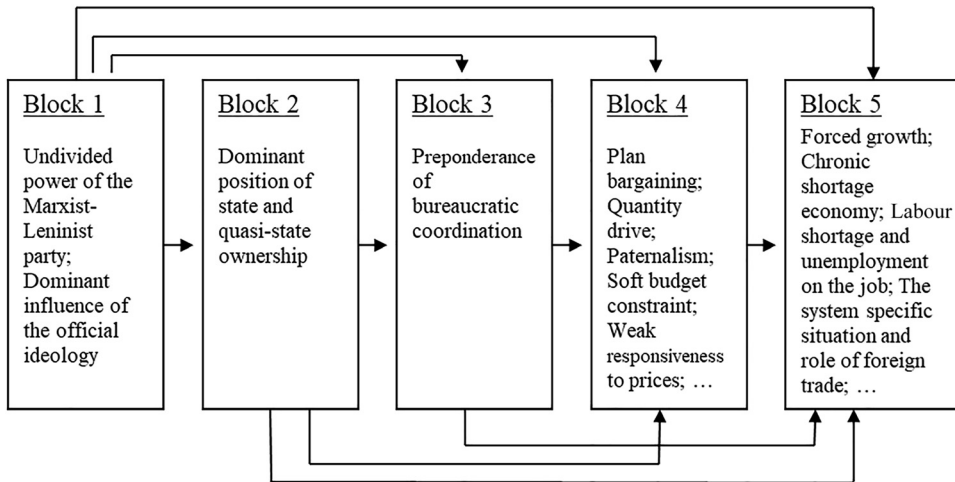 Block 1
Undivided
power of the
Marxist-
Leninist
party;
Dominant
influence of
the official
ideology
Block 2
Dominant
position of
state and
quasi-state
ownership
Block 3
Preponderance
of
bureaucratic
coordination
Block 4
Plan
bargaining;
Quantity
drive;
Paternalism;
Soft budget
constraint;
Weak
responsiveness
to prices; …
Block 5
Forced growth;
Chronic
shortage
economy; Labour
shortage and
unemployment
on the job; The
system specific
situation and
role of foreign
trade; …